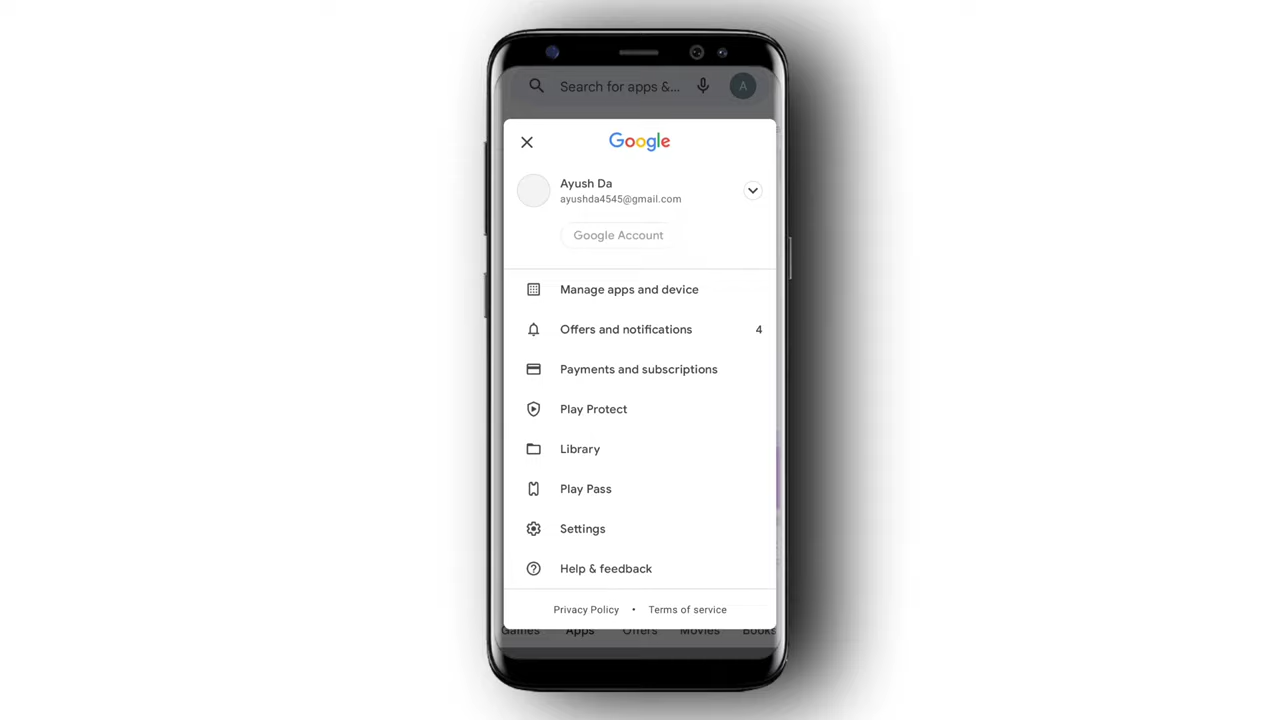 Search for apps &...
A
Google
Ayush Da
ayushda4545@gmail.com
Google Account
Manage apps and device
Offers and notifications 4
Payments and subscriptions
Play Protect
Library
Play Pass
Settings
Help & feedback
Privacy Policy • Terms of service
Games Apps Offers Movies Books